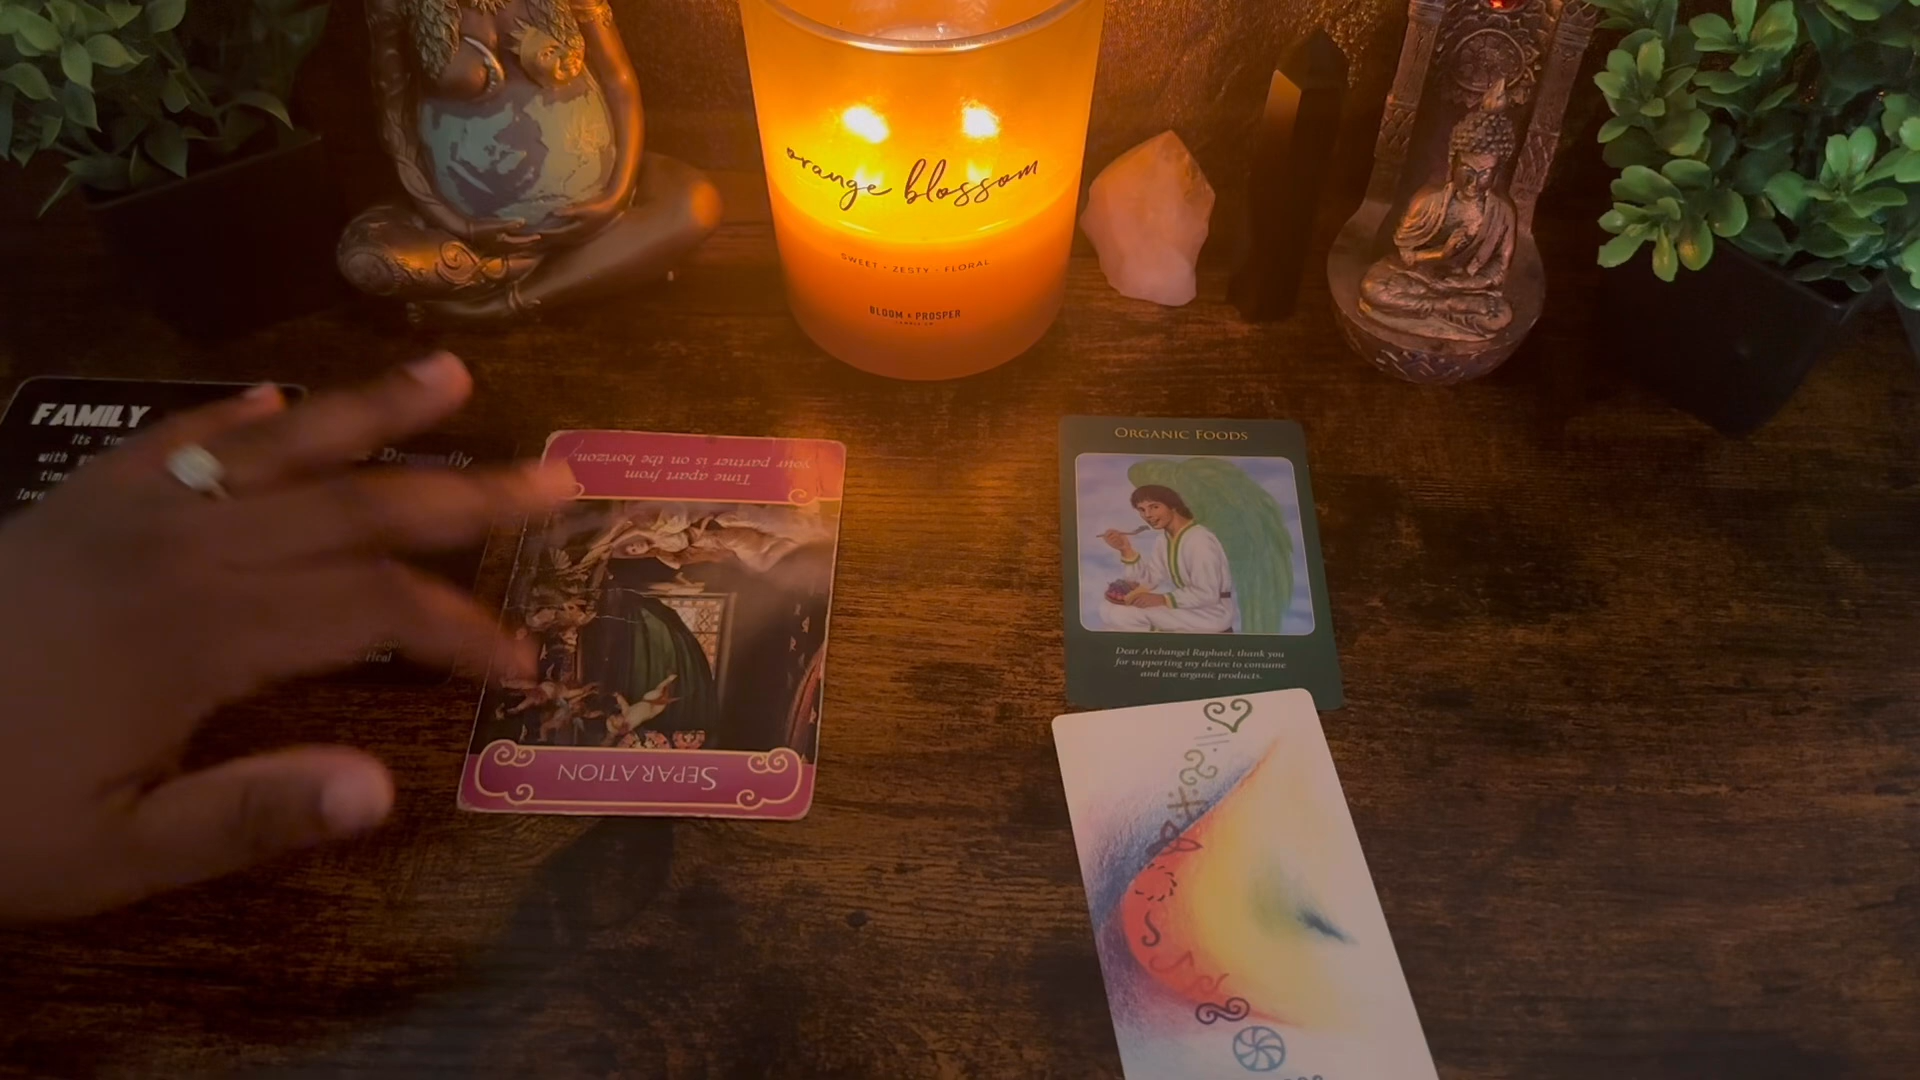 orange blossom
SWEET • ZESTY • FLORAL
BLOOM & PROSPER
FAMILY
Its
with
time
love
Dragonfly
Time apart from
your partner is on the horizon.
SEPARATION
ORGANIC FOODS
Dear Archangel Raphael, thank you
for supporting my desire to consume
and use organic products.